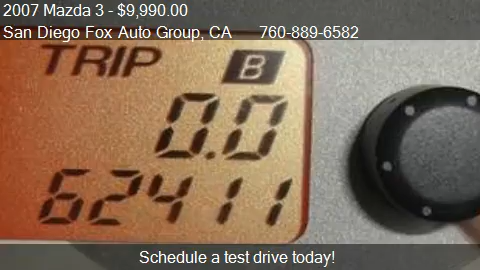 2007 Mazda 3 - $9,990.00
San Diego Fox Auto Group, CA 760-889-6582
TRIP B
0.0
62411
Schedule a test drive today!